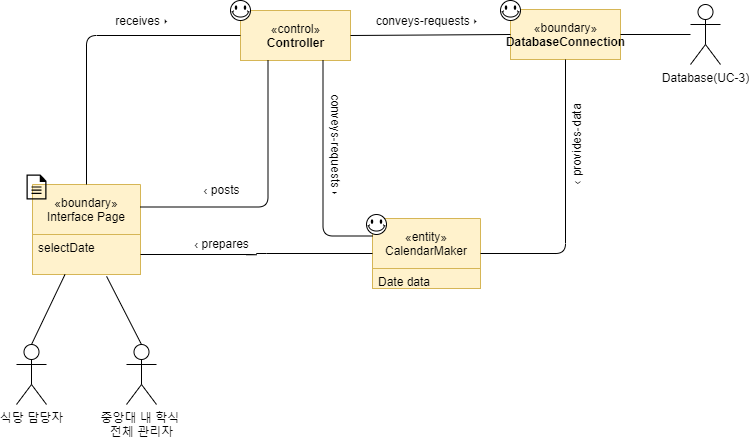 receives
«control»
Controller
conveys-requests
«boundary»
DatabaseConnection
Database(UC-3)
conveys-requests
provides-data
«boundary»
Interface Page
posts
selectDate
prepares
«entity»
CalendarMaker
Date data
식당 담당자
중앙대 내 학식
전체 관리자